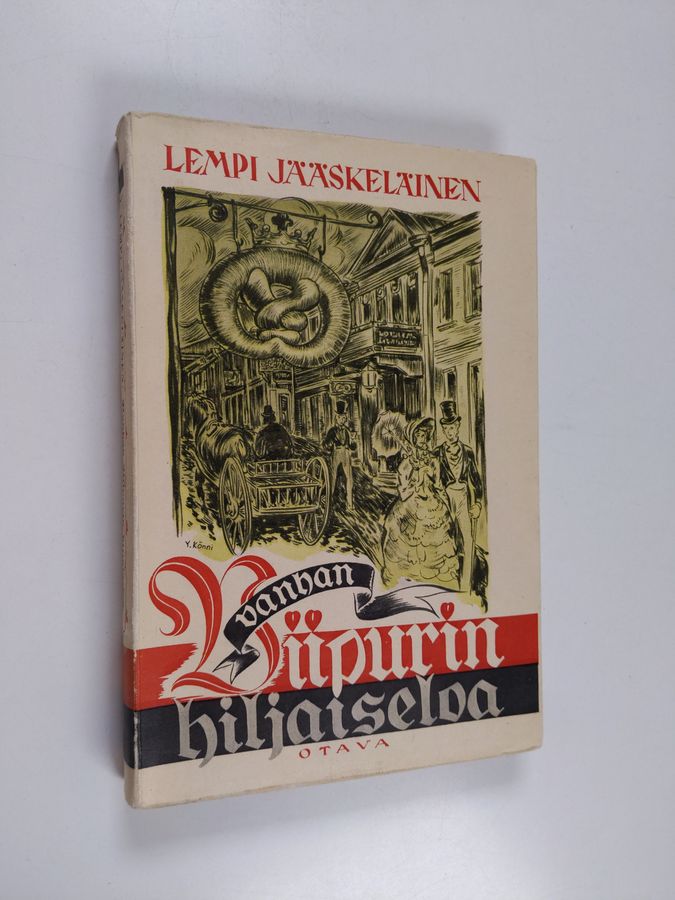 LEMPI JÄÄSKELÄINEN
Y. Könni
vanhan
Viipurin
hiljaiseloa
OTAVA